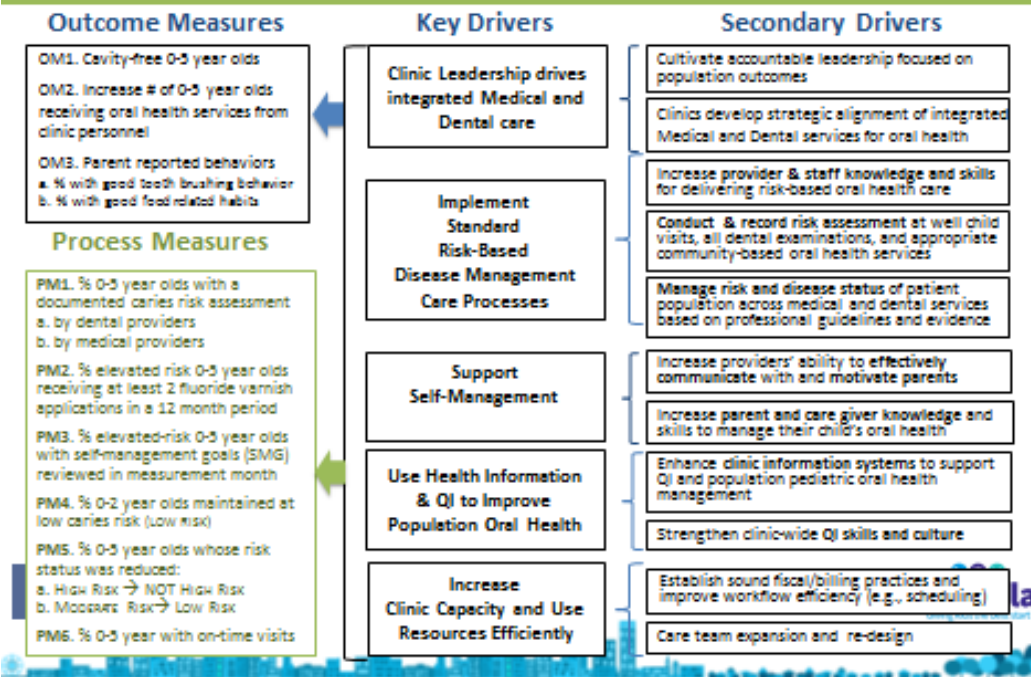 Outcome Measures
OM1. Cavity-free 0-5 year olds
OM2. Increase # of 0-5 year olds
receiving oral health services from
clinic personnel
OM3. Parent reported behaviors
a. % with good tooth brushing behavior
b. % with good food related habits
Process Measures
PM1. % 0-5 year olds with a
documented caries risk assessment
a. by dental providers
b. by medical providers
PM2. % elevated risk 0-5 year olds
receiving at least 2 fluoride varnish
applications in a 12 month period
PM3. % elevated-risk 0-5 year olds
with self-management goals (SMG)
reviewed in measurement month
PM4. % 0-2 year olds maintained at
low caries risk (LOW RISK)
PM5. % 0-5 year olds whose risk
status was reduced:
a. HIGH RISK → NOT HIGH RISK
b. MODERATE RISK → LOW RISK
PM6. % 0-5 year with on-time visits
Key Drivers
Clinic Leadership drives
integrated Medical and
Dental care
Implement
Standard
Risk-Based
Disease Management
Care Processes
Support
Self-Management
Use Health Information
& QI to Improve
Population Oral Health
Increase
Clinic Capacity and Use
Resources Efficiently
Secondary Drivers
Cultivate accountable leadership focused on
population outcomes
Clinics develop strategic alignment of integrated
Medical and Dental services for oral health
Increase provider & staff knowledge and skills
for delivering risk-based oral health care
Conduct & record risk assessment at well child
visits, all dental examinations, and appropriate
community-based oral health services
Manage risk and disease status of patient
population across medical and dental services
based on professional guidelines and evidence
Increase providers' ability to effectively
communicate with and motivate parents
Increase parent and care giver knowledge and
skills to manage their child's oral health
Enhance clinic information systems to support
QI and population pediatric oral health
management
Strengthen clinic-wide QI skills and culture
Establish sound fiscal/billing practices and
improve workflow efficiency (e.g., scheduling)
Care team expansion and re-design
la